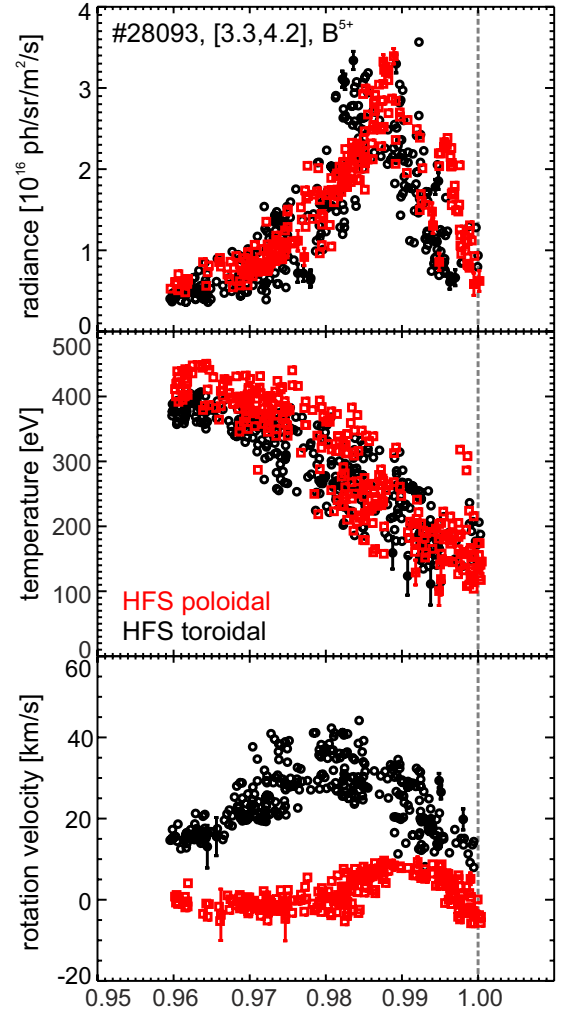 #28093, [3.3,4.2], B5+
radiance [10^16 ph/sr/m²/s]
4
3
2
1
0
temperature [eV]
500
400
300
200
100
0
HFS poloidal
HFS toroidal
rotation velocity [km/s]
60
40
20
0
-20
0.95 0.96 0.97 0.98 0.99 1.00